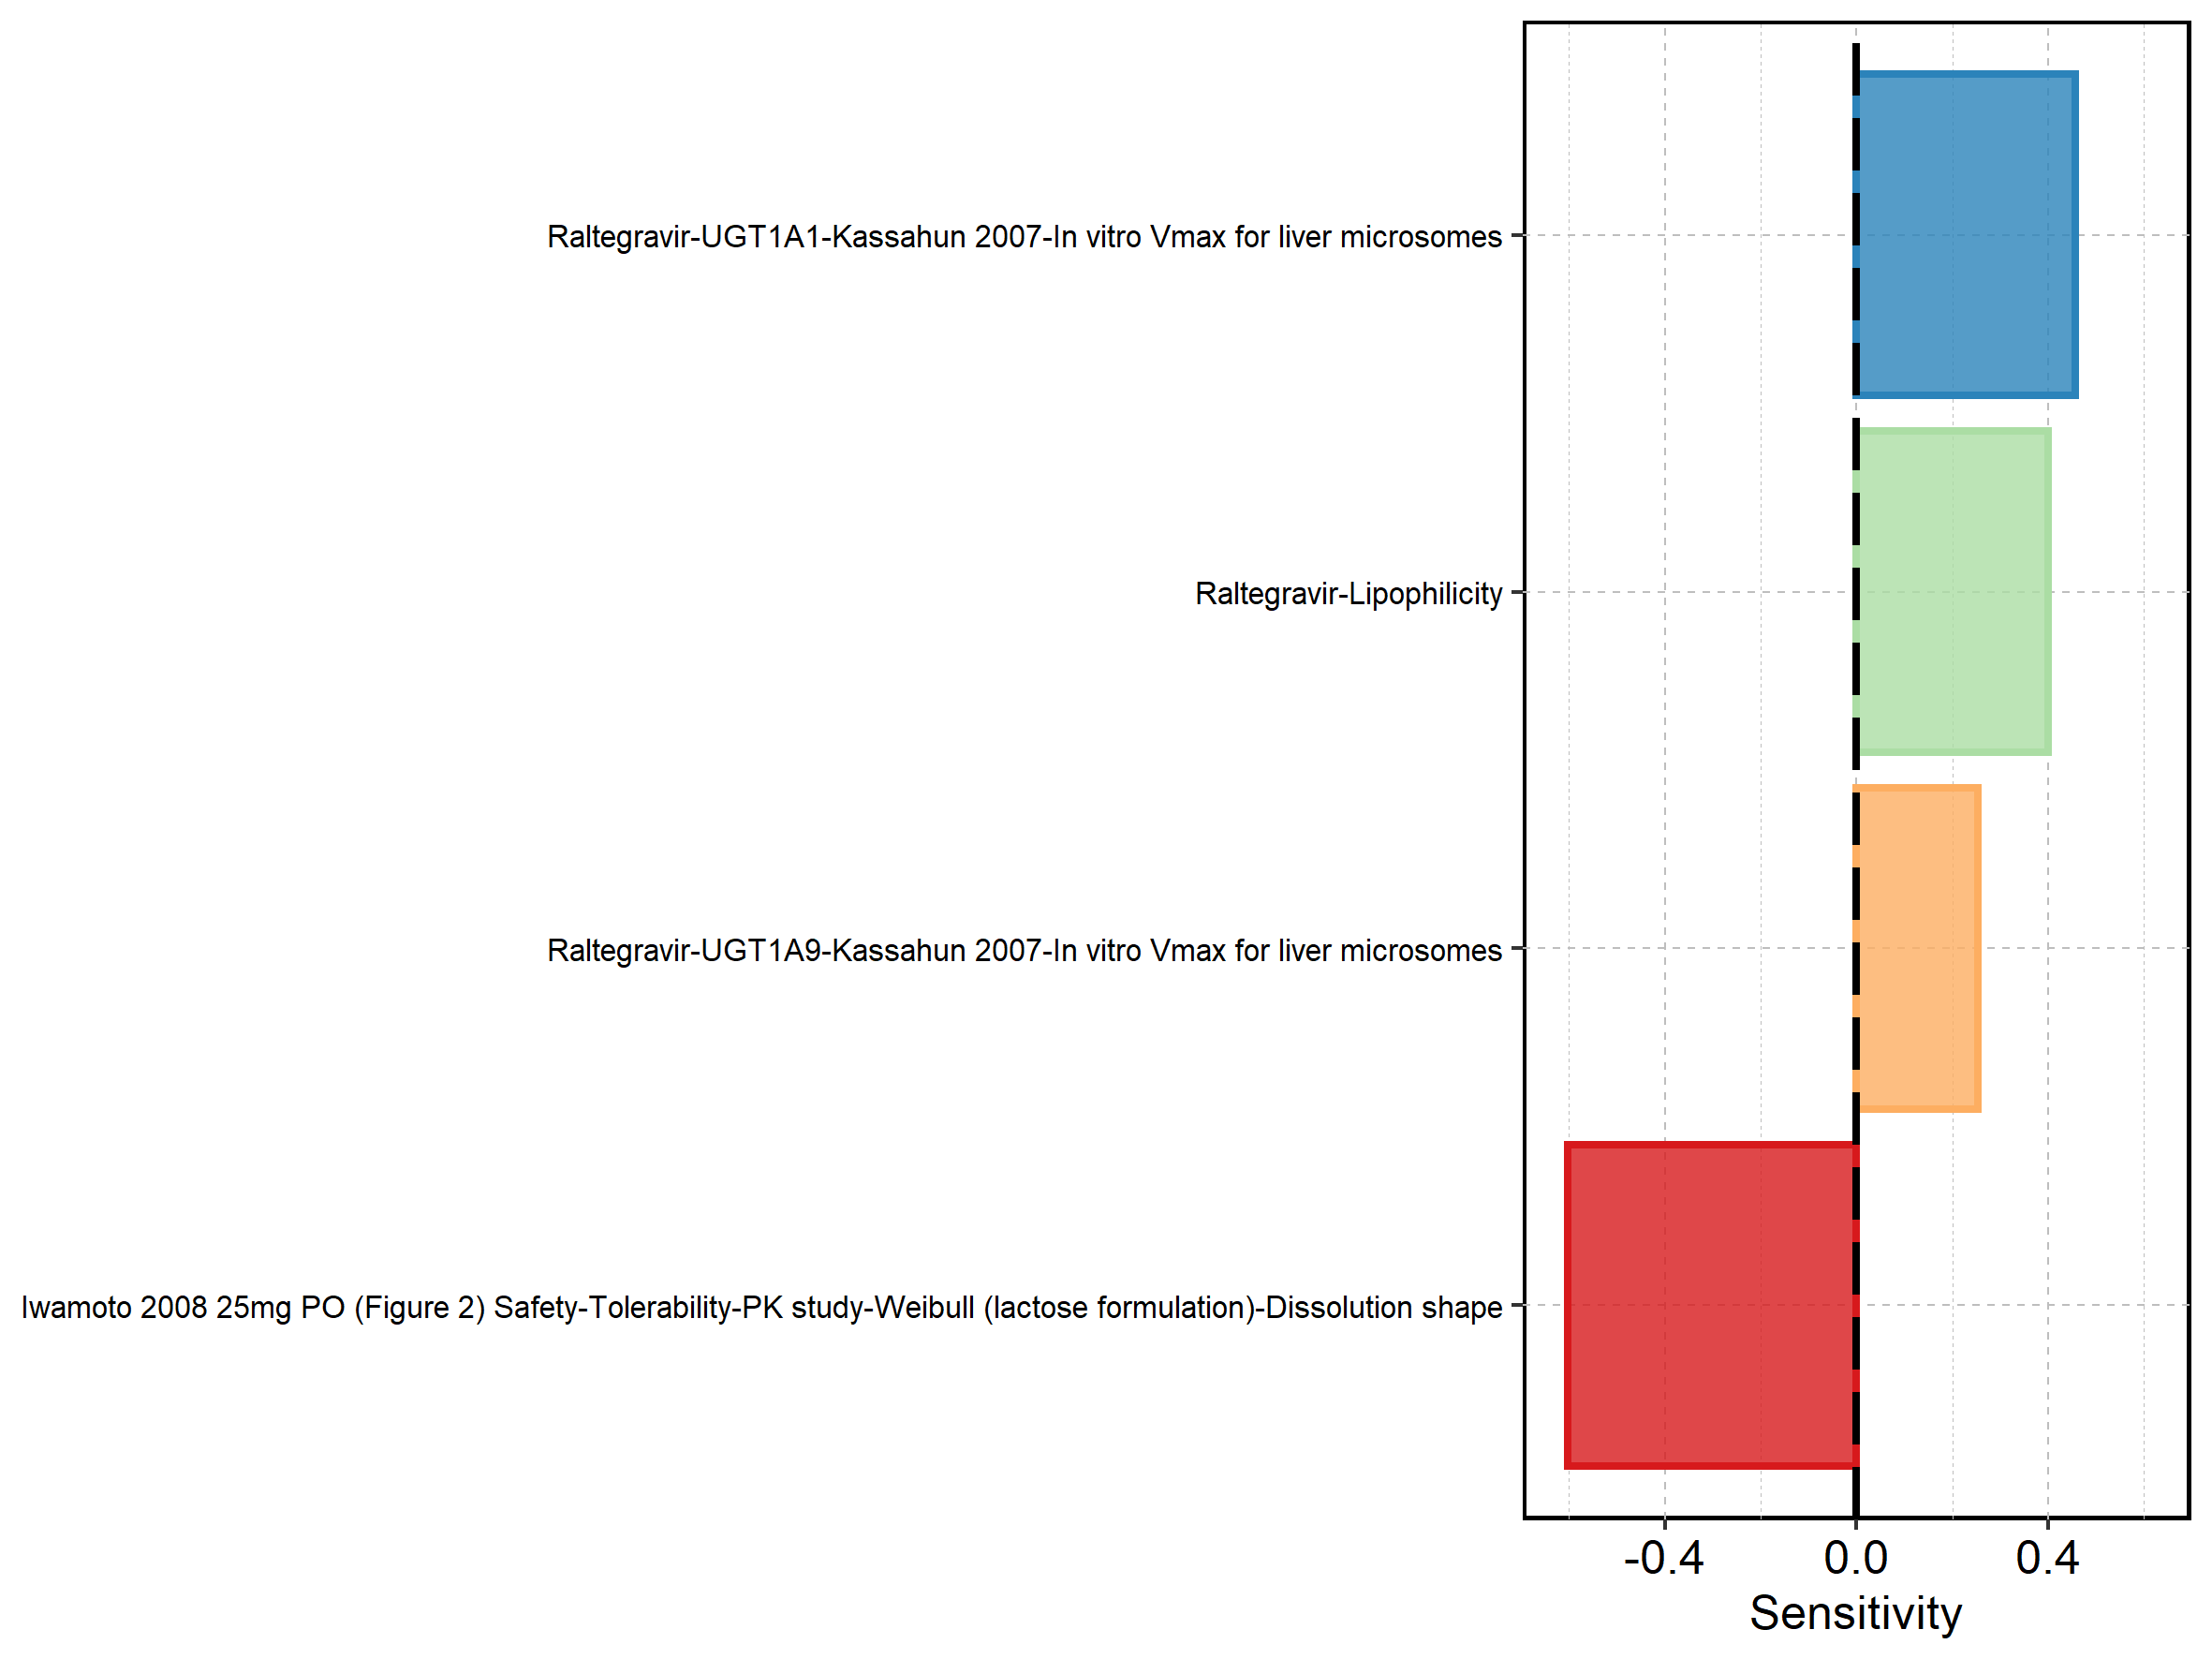 Raltegravir-UGT1A1-Kassahun 2007-In vitro Vmax for liver microsomes
Raltegravir-Lipophilicity
Raltegravir-UGT1A9-Kassahun 2007-In vitro Vmax for liver microsomes
Iwamoto 2008 25mg PO (Figure 2) Safety-Tolerability-PK study-Weibull (lactose formulation)-Dissolution shape
-0.4 0.0 0.4
Sensitivity